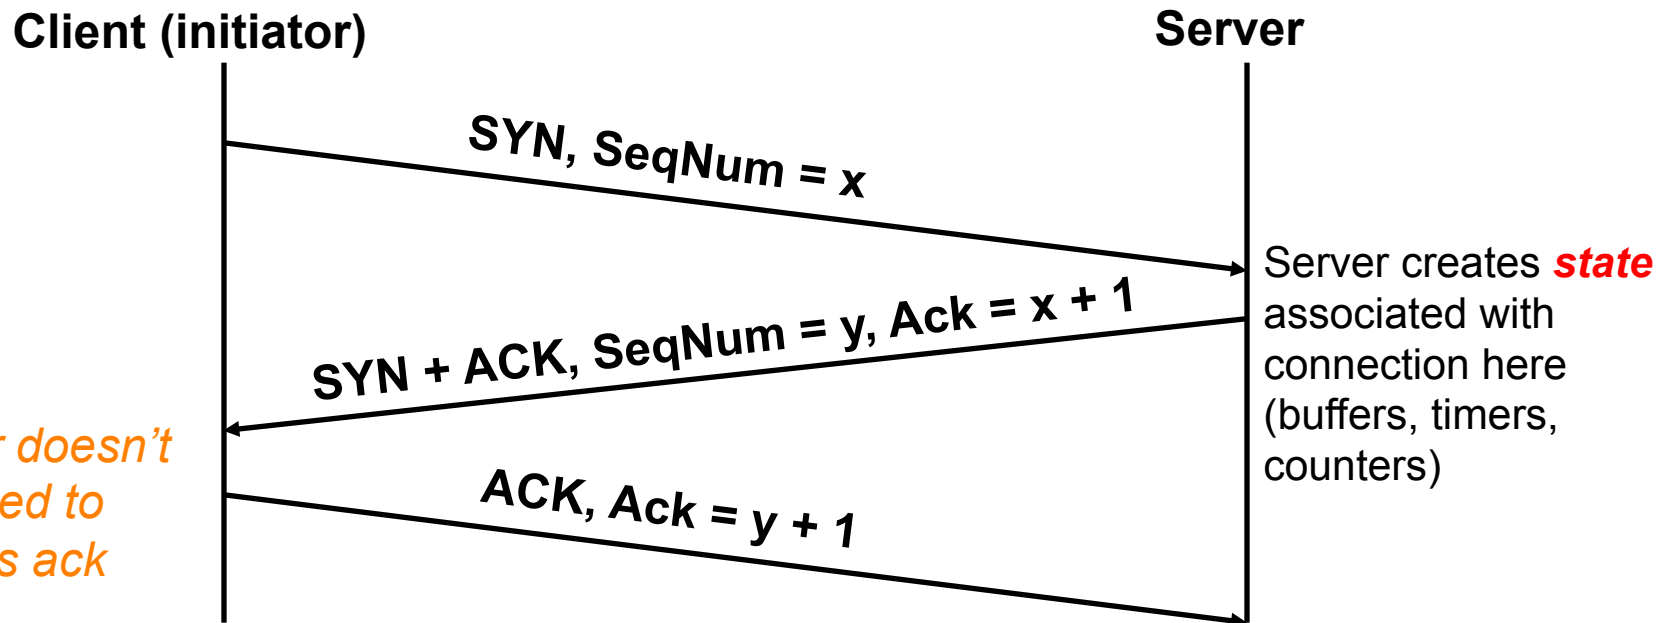 Client (initiator)
Server
SYN, SeqNum = x
Server creates state
associated with
connection here
(buffers, timers,
counters)
SYN + ACK, SeqNum = y, Ack = x + 1
doesn't
to
ack
ACK, Ack = y + 1